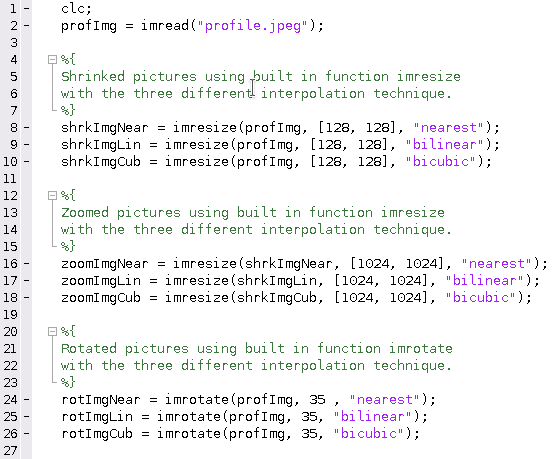 1 - clc;
2 - profImg = imread("profile.jpeg");
3
4 %{
5 Shrinked pictures using built in function imresize
6 with the three different interpolation technique.
7 %}
8 - shrkImgNear = imresize(profImg, [128, 128], "nearest");
9 - shrkImgLin = imresize(profImg, [128, 128], "bilinear");
10 - shrkImgCub = imresize(profImg, [128, 128], "bicubic");
11
12 %{
13 Zoomed pictures using built in function imresize
14 with the three different interpolation technique.
15 %}
16 - zoomImgNear = imresize(shrkImgNear, [1024, 1024], "nearest");
17 - zoomImgLin = imresize(shrkImgLin, [1024, 1024], "bilinear");
18 - zoomImgCub = imresize(shrkImgCub, [1024, 1024], "bicubic");
19
20 %{
21 Rotated pictures using built in function imrotate
22 with the three different interpolation technique.
23 %}
24 - rotImgNear = imrotate(profImg, 35 , "nearest");
25 - rotImgLin = imrotate(profImg, 35, "bilinear");
26 - rotImgCub = imrotate(profImg, 35, "bicubic");
27